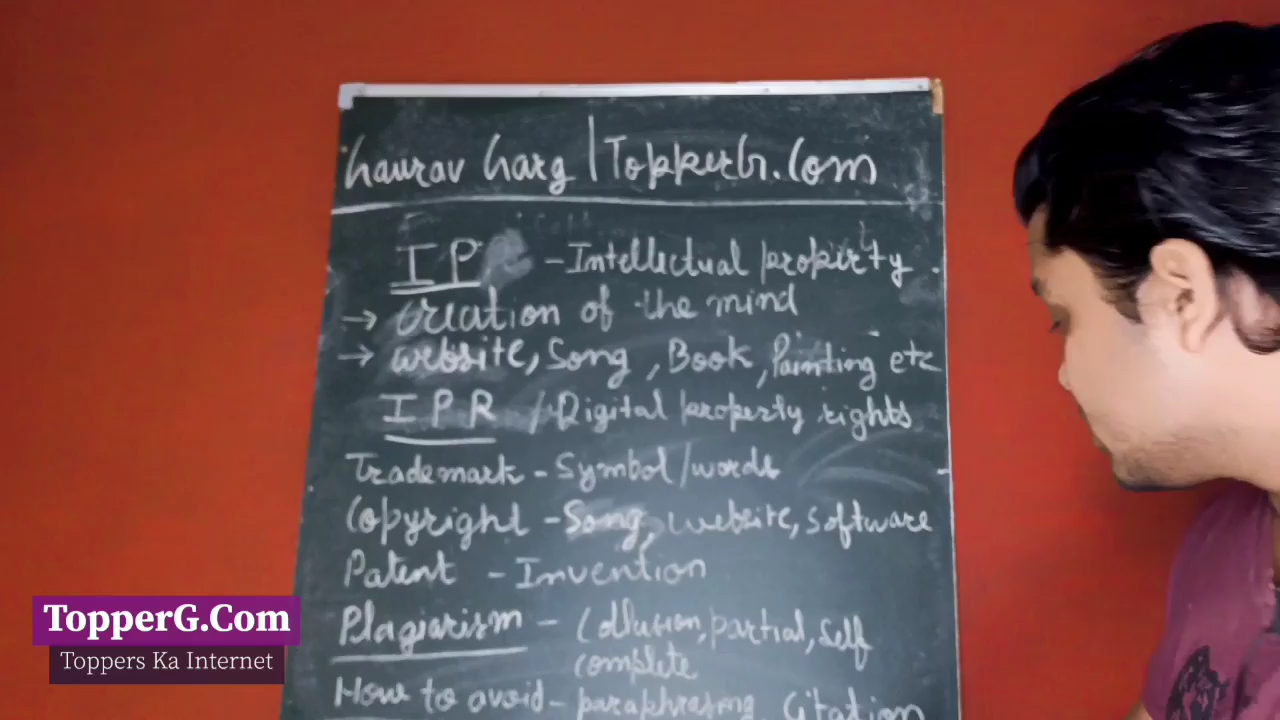 Gaurav Garg | TopperG.Com
IP - Intellectual property
→ Creation of the mind
→ website, Song, Book, Painting etc
IPR / Digital property rights
Trademark - Symbol/words
Copyright - Song, website, Software
Patent - Invention
Plagiarism - Collusion, partial, Self
complete
How to avoid - paraphrasing, Citation
TopperG.Com
Toppers Ka Internet